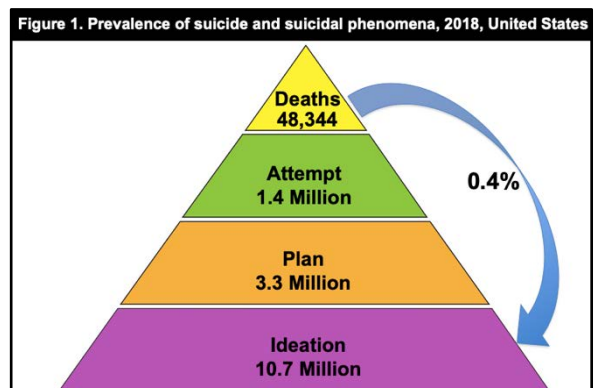 Figure 1. Prevalence of suicide and suicidal phenomena, 2018, United States
Deaths
48,344
0.4%
Attempt
1.4 Million
Plan
3.3 Million
Ideation
10.7 Million